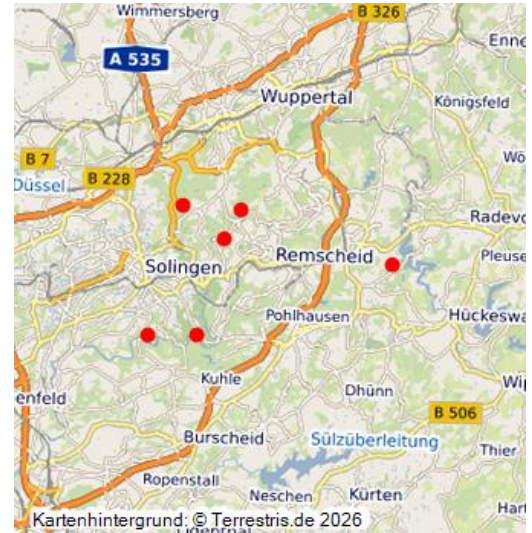 Wimmersberg
B 326
A 535
Enne
Wuppertal
Königsfeld
B 7
Wö
Düssel
B 228
Radevo
Remscheid
Pleuse
Solingen
Pohlhausen
Hückeswa
Kuhle
Wip
enfeld
Dhünn
B 506
Burscheid
Sülzüberleitung
Thier
Ropenstall
Neschen
Kürten
Hart
Kartenhintergrund: © Terrestris.de 2026